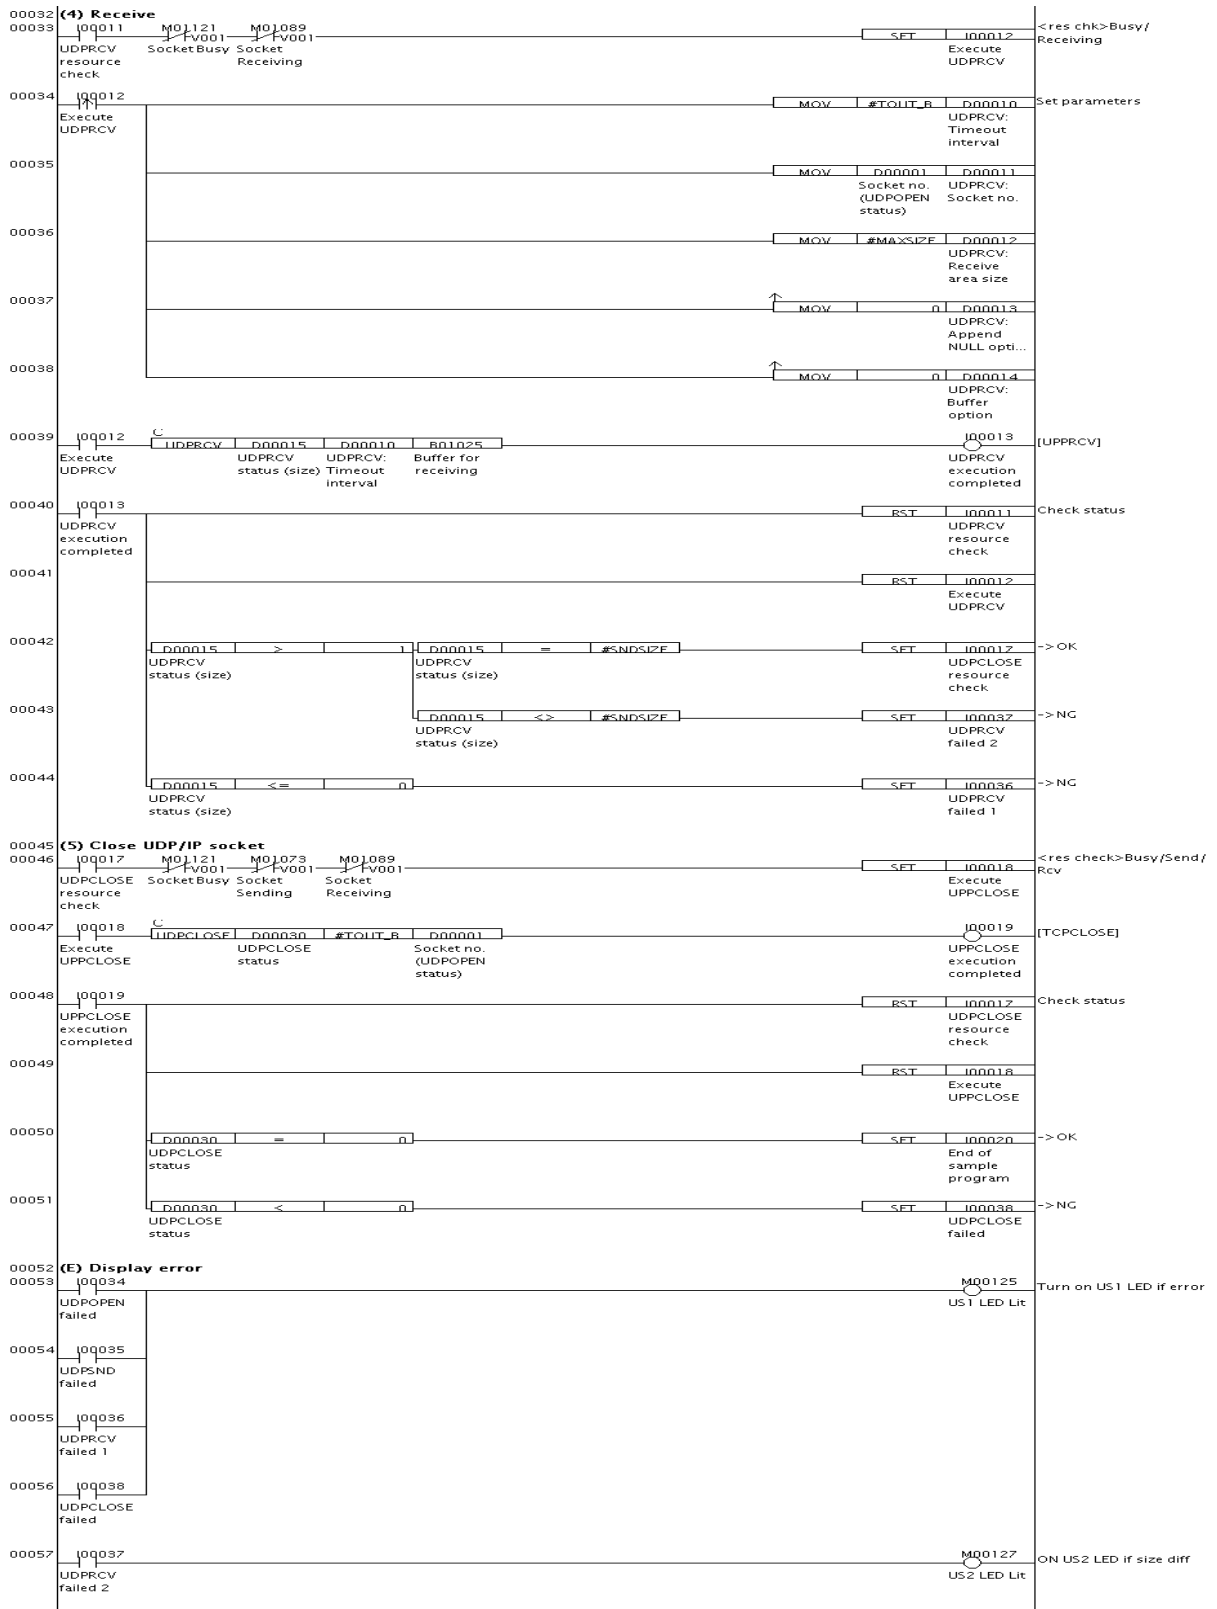 00032 (4) Receive
00033 I00011 M01121 M01089
V001 V001 SET I00012 <res chk>Busy/
UDPRCV Socket Busy Socket Execute Receiving
resource Receiving UDPRCV
check
00034 I00012
MOV #TOUT_B D00010 Set parameters
Execute UDPRCV:
UDPRCV Timeout
interval
00035
MOV D00001 D00011
Socket no. UDPRCV:
(UDPOPEN Socket no.
status)
00036
MOV #MAXSIZE D00012
UDPRCV:
Receive
area size
00037
MOV 0 D00013
UDPRCV:
Append
NULL opti...
00038
MOV 0 D00014
UDPRCV:
Buffer
option
00039 I00012 C I00013
UDPRCV D00015 D00010 B01025 [UPPRCV]
Execute UDPRCV UDPRCV: Buffer for UDPRCV
UDPRCV status (size) Timeout receiving execution
interval completed
00040 I00013
RST I00011 Check status
UDPRCV UDPRCV
execution resource
completed check
00041
RST I00012
Execute
UDPRCV
00042
D00015 > 1 D00015 = #SNDSIZE SET I00017 ->OK
UDPRCV UDPRCV UDPCLOSE
status (size) status (size) resource
check
00043
D00015 <> #SNDSIZE SET I00037 ->NG
UDPRCV UDPRCV
status (size) failed 2
00044
D00015 <= 0 SET I00036 ->NG
UDPRCV UDPRCV
status (size) failed 1
00045 (5) Close UDP/IP socket
00046 I00017 M01121 M01073 M01089
V001 V001 V001 SET I00018 <res check>Busy/Send/
UDPCLOSE Socket Busy Socket Socket Execute Rcv
resource Sending Receiving UPPCLOSE
check
00047 I00018 C I00019
UDPCLOSE D00030 #TOUT_B D00001 [TCPCLOSE]
Execute UDPCLOSE Socket no. UPPCLOSE
UPPCLOSE status (UDPOPEN execution
status) completed
00048 I00019
RST I00017 Check status
UPPCLOSE UDPCLOSE
execution resource
completed check
00049
RST I00018
Execute
UPPCLOSE
00050
D00030 = 0 SET I00020 ->OK
UDPCLOSE End of
status sample
program
00051
D00030 < 0 SET I00038 ->NG
UDPCLOSE UDPCLOSE
status failed
00052 (E) Display error
00053 I00034 M00125
Turn on US1 LED if error
UDPOPEN US1 LED Lit
failed
00054 I00035
UDPSND
failed
00055 I00036
UDPRCV
failed 1
00056 I00038
UDPCLOSE
failed
00057 I00037 M00127
ON US2 LED if size diff
UDPRCV US2 LED Lit
failed 2